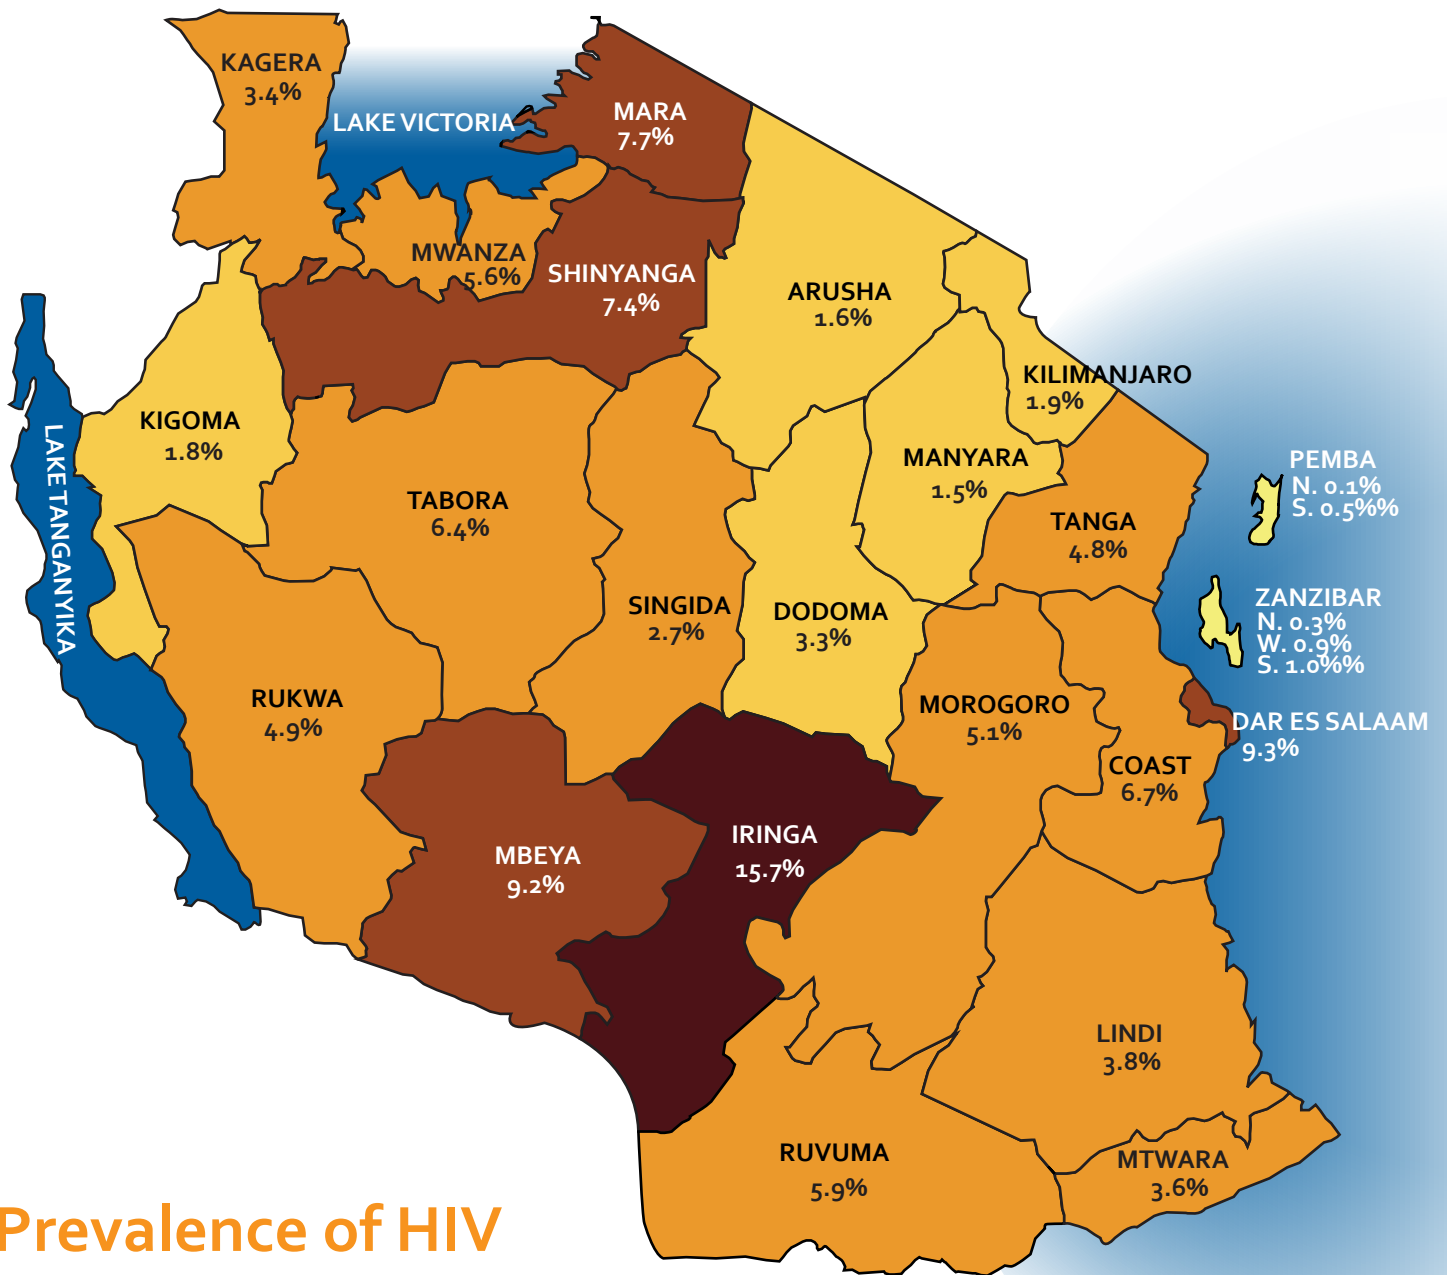 KAGERA
3.4%
LAKE VICTORIA
MARA
7.7%
MWANZA
5.6%
SHINYANGA
7.4%
ARUSHA
1.6%
KILIMANJARO
1.9%
KIGOMA
1.8%
LAKE TANGANYIKA
TABORA
6.4%
MANYARA
1.5%
TANGA
4.8%
PEMBA
N. 0.1%
S. 0.5%%
SINGIDA
2.7%
DODOMA
3.3%
ZANZIBAR
N. 0.3%
W. 0.9%
S. 1.0%%
RUKWA
4.9%
MOROGORO
5.1%
DAR ES SALAAM
9.3%
COAST
6.7%
MBEYA
9.2%
IRINGA
15.7%
LINDI
3.8%
RUVUMA
5.9%
MTWARA
3.6%
Prevalence of HIV